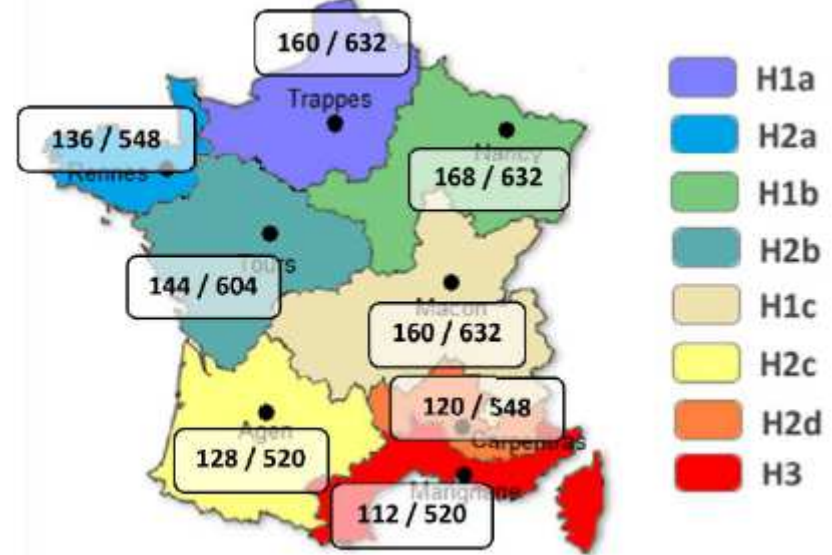 160 / 632
Trappes
136 / 548
Rennes
Nancy
168 / 632
Tours
144 / 604
Macon
160 / 632
120 / 548
Carpentras
Agen
128 / 520
Marignane
112 / 520
H1a
H2a
H1b
H2b
H1c
H2c
H2d
H3